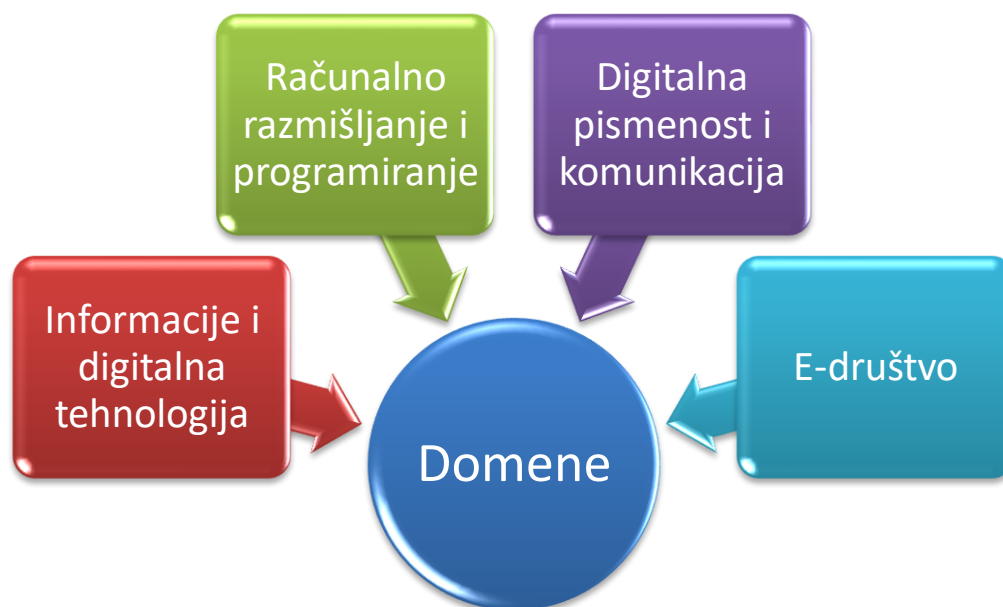 Računalno
razmišljanje i
programiranje
Digitalna
pismenost i
komunikacija
Informacije i
digitalna
tehnologija
E-društvo
Domene